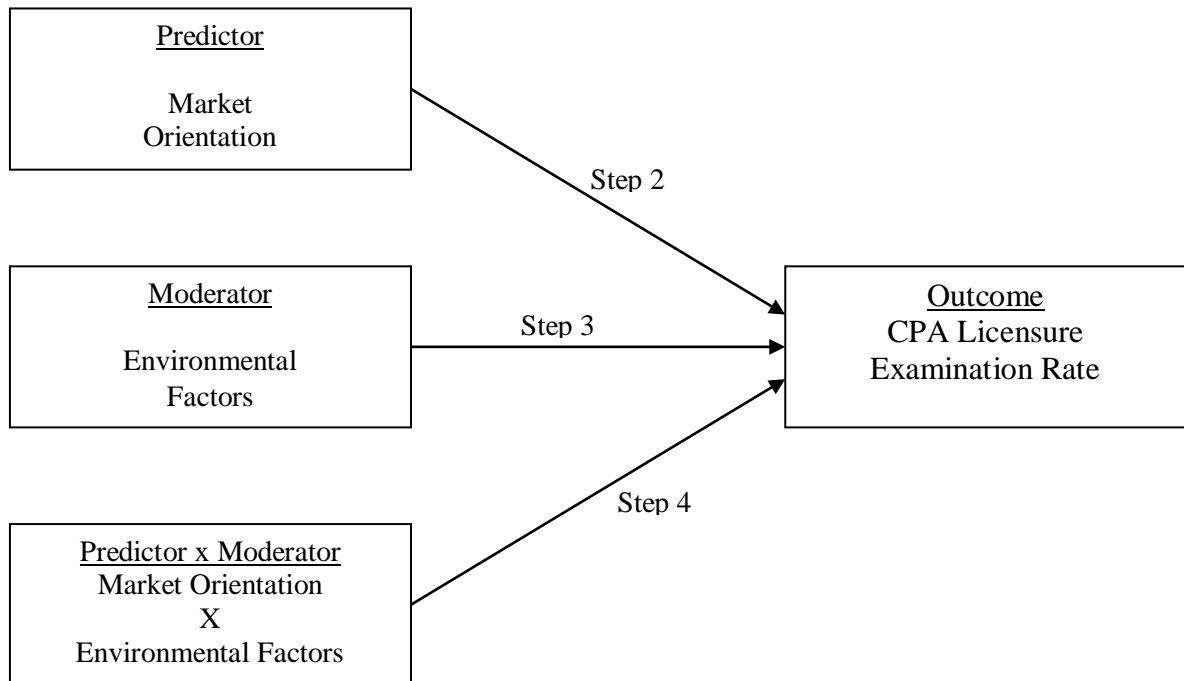 Predictor
Market
Orientation
Step 2
Moderator
Environmental
Factors
Step 3
Outcome
CPA Licensure
Examination Rate
Step 4
Predictor x Moderator
Market Orientation
X
Environmental Factors